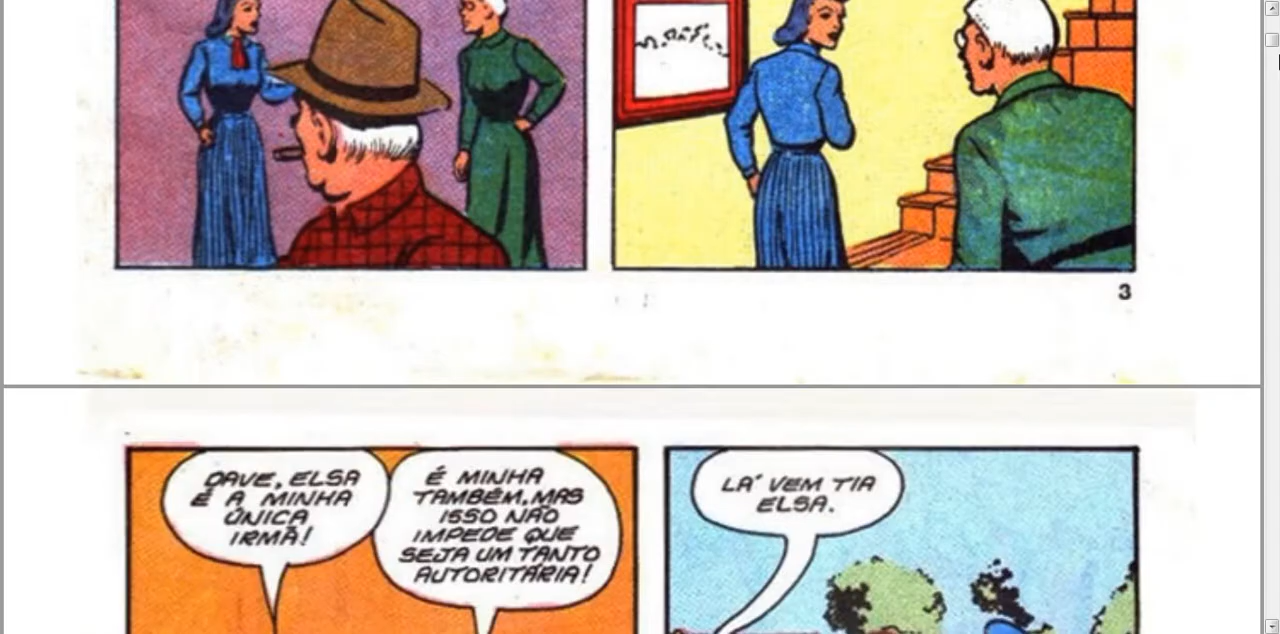 3
DAVE, ELSA
É A MINHA
ÚNICA
IRMÃ!
É MINHA
TAMBÉM, MAS
ISSO NÃO
IMPEDE QUE
SEJA UM TANTO
AUTORITÁRIA!
LÁ VEM TIA
ELSA.